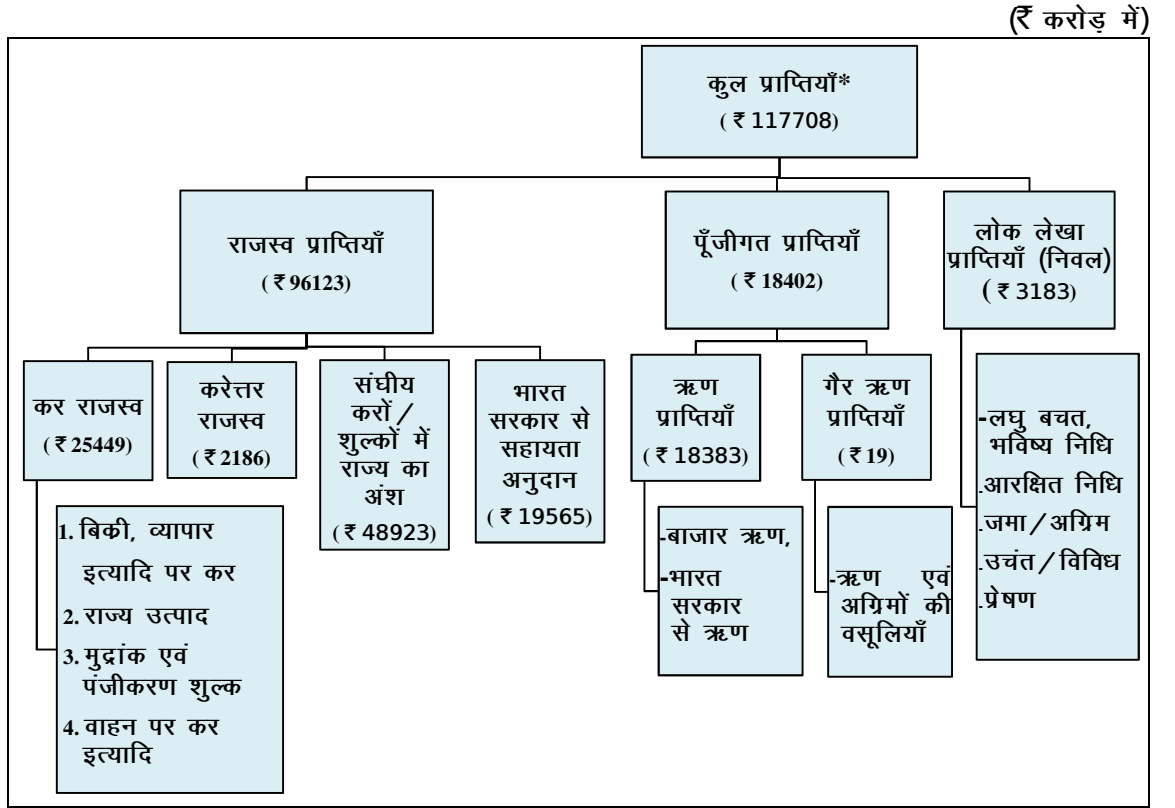 (₹ करोड़ में)
कुल प्राप्तियाँ*
( ₹ 117708)
राजस्व प्राप्तियाँ
( ₹ 96123)
पूँजीगत प्राप्तियाँ
( ₹ 18402)
लोक लेखा
प्राप्तियाँ (निवल)
( ₹ 3183)
कर राजस्व
( ₹ 25449)
करेत्तर
राजस्व
( ₹ 2186)
संघीय
करों/
शुल्कों में
राज्य का
अंश
( ₹ 48923)
भारत
सरकार से
सहायता
अनुदान
( ₹ 19565)
ऋण
प्राप्तियाँ
( ₹ 18383)
गैर ऋण
प्राप्तियाँ
( ₹ 19)
1. बिकी, व्यापार
इत्यादि पर कर
2. राज्य उत्पाद
3. मुद्रांक एवं
पंजीकरण शुल्क
4. वाहन पर कर
इत्यादि
-बाजार ऋण,
-भारत
सरकार
से ऋण
-ऋण एवं
अग्रिमों की
वसूलियाँ
-लघु बचत,
भविष्य निधि
-आरक्षित निधि
-जमा/अग्रिम
-उचंत/विविध
-प्रेषण